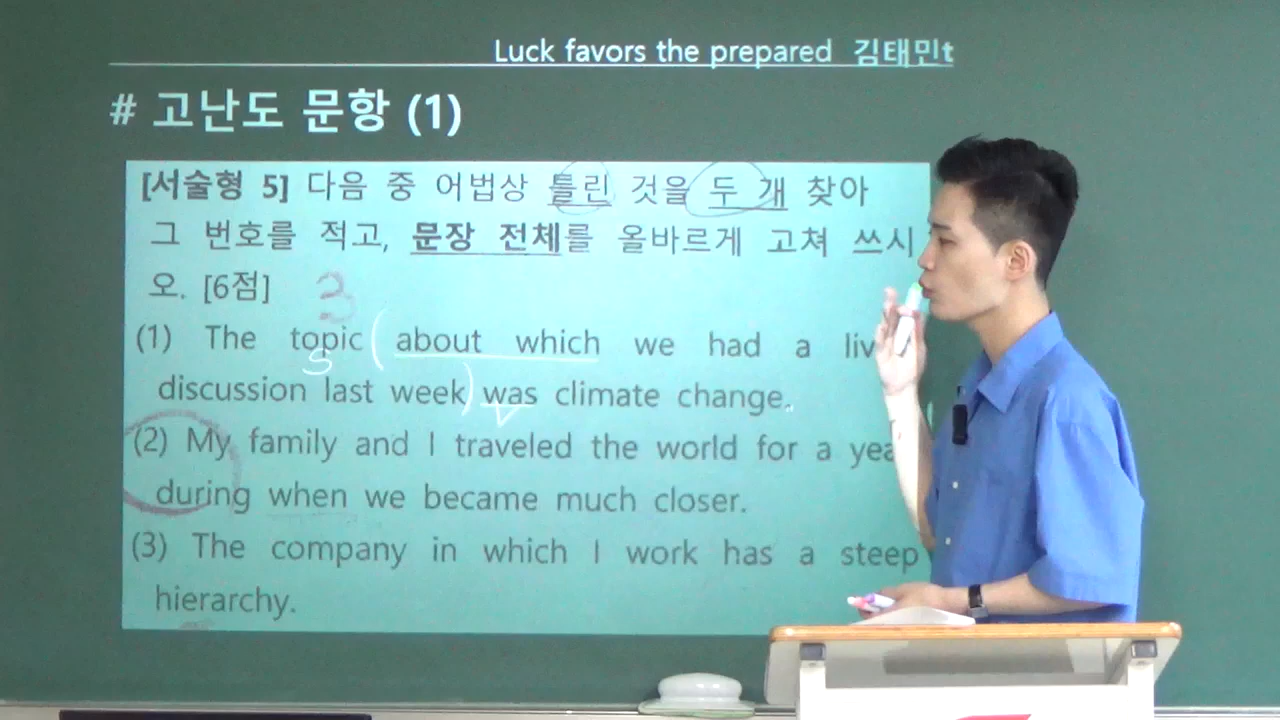 Luck favors the prepared 김태민t
# 고난도 문항 (1)
[서술형 5] 다음 중 어법상 틀린 것을 두 개 찾아
그 번호를 적고, 문장 전체를 올바르게 고쳐 쓰시
오. [6점]
3
(1) The topic ( about which we had a
S
discussion last week) was climate change.
V
(2) My family and I traveled the world for a
during when we became much closer.
(3) The company in which I work has a steep
hierarchy.